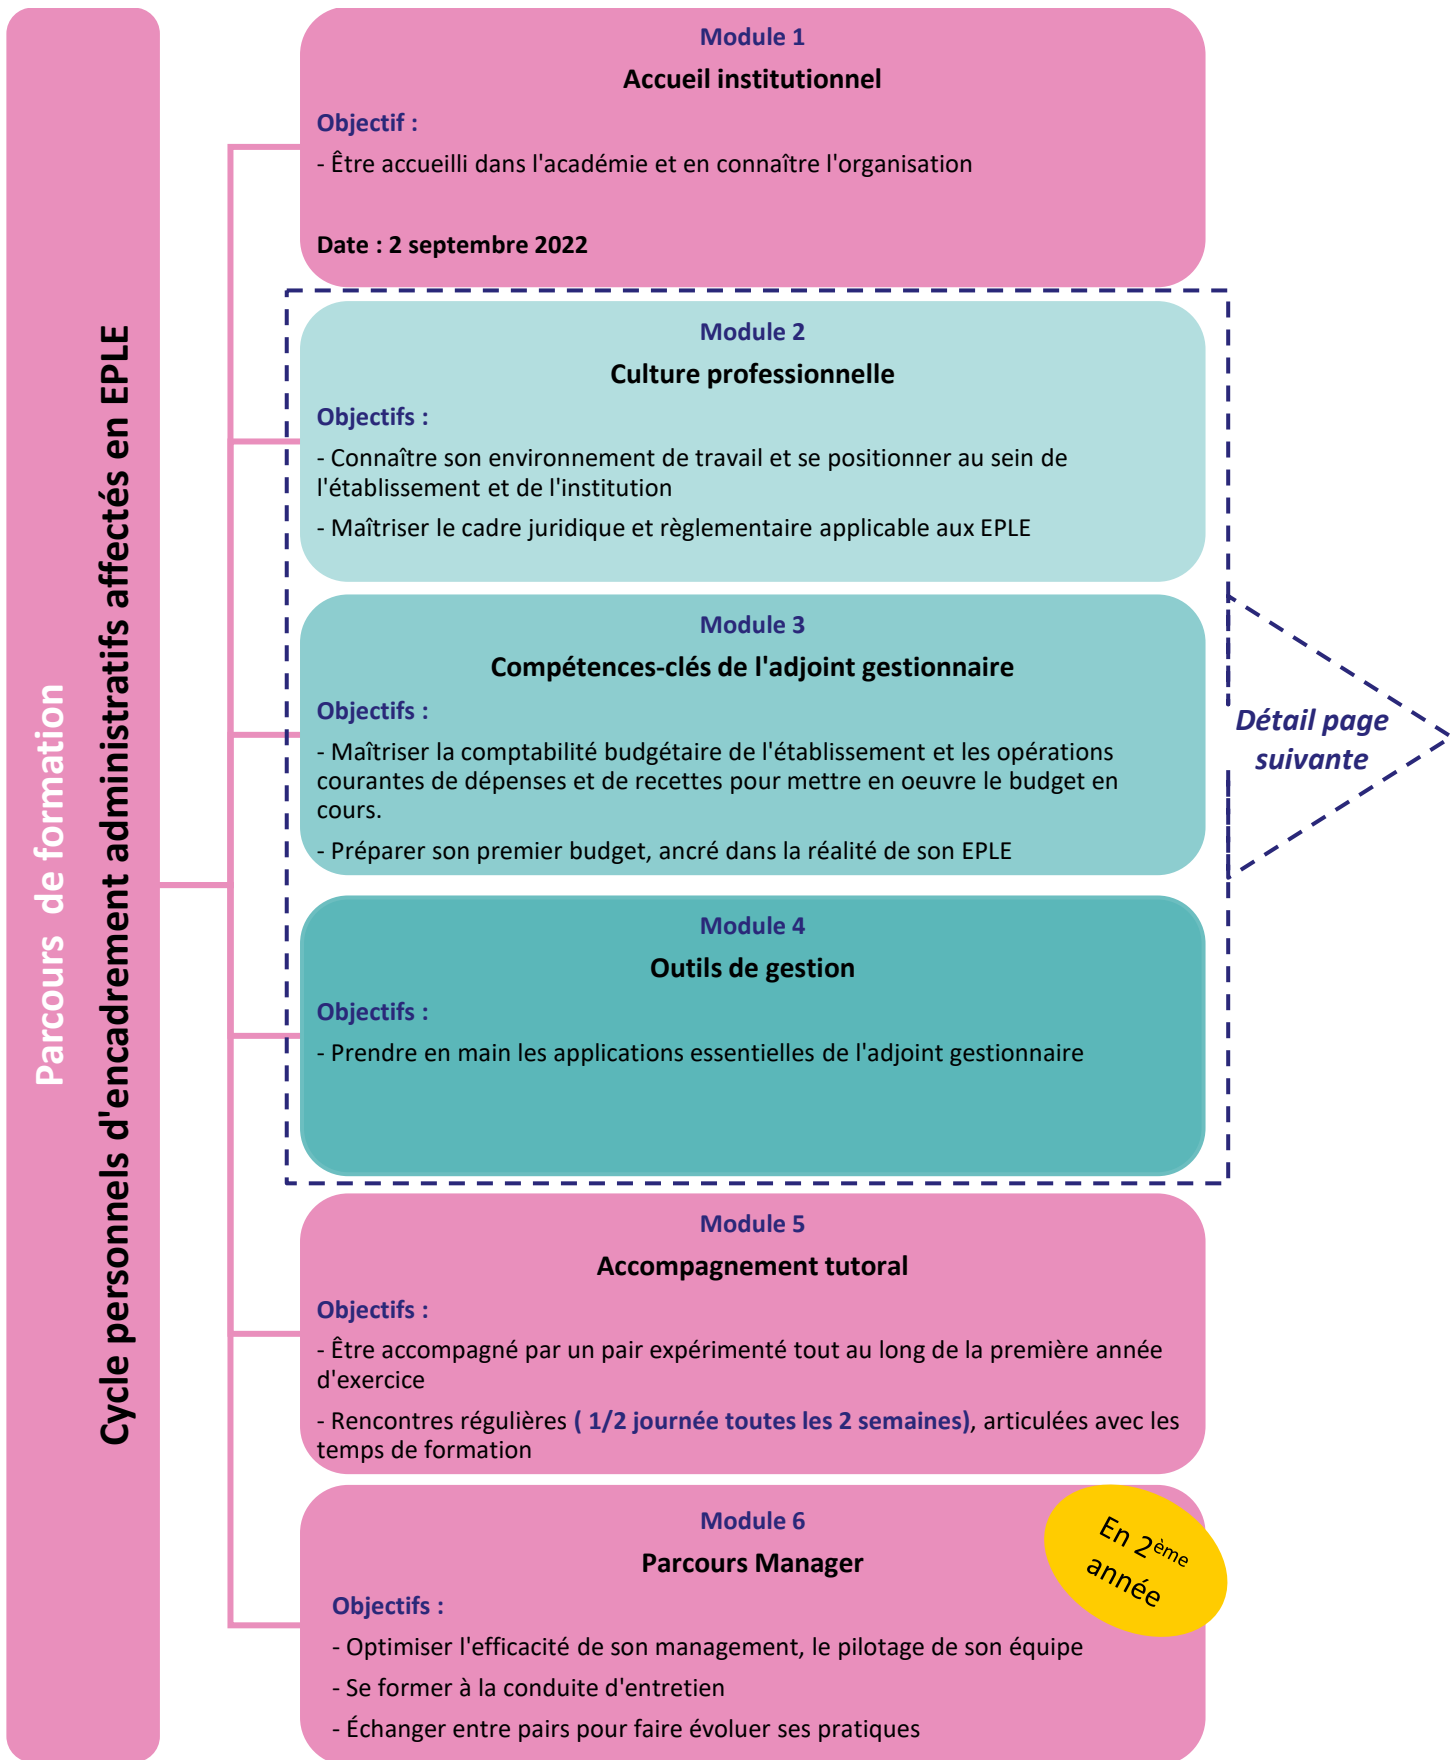 Parcours de formation
Cycle personnels d'encadrement administratifs affectés en EPLE
Module 1
Accueil institutionnel
Objectif :
- Être accueilli dans l'académie et en connaître l'organisation
Date : 2 septembre 2022
Module 2
Culture professionnelle
Objectifs :
- Connaître son environnement de travail et se positionner au sein de
l'établissement et de l'institution
- Maîtriser le cadre juridique et règlementaire applicable aux EPLE
Module 3
Compétences-clés de l'adjoint gestionnaire
Objectifs :
- Maîtriser la comptabilité budgétaire de l'établissement et les opérations
courantes de dépenses et de recettes pour mettre en oeuvre le budget en
cours.
- Préparer son premier budget, ancré dans la réalité de son EPLE
Détail page
suivante
Module 4
Outils de gestion
Objectifs :
- Prendre en main les applications essentielles de l'adjoint gestionnaire
Module 5
Accompagnement tutoral
Objectifs :
- Être accompagné par un pair expérimenté tout au long de la première année
d'exercice
- Rencontres régulières ( 1/2 journée toutes les 2 semaines), articulées avec les
temps de formation
Module 6
Parcours Manager
En 2ème
année
Objectifs :
- Optimiser l'efficacité de son management, le pilotage de son équipe
- Se former à la conduite d'entretien
- Échanger entre pairs pour faire évoluer ses pratiques